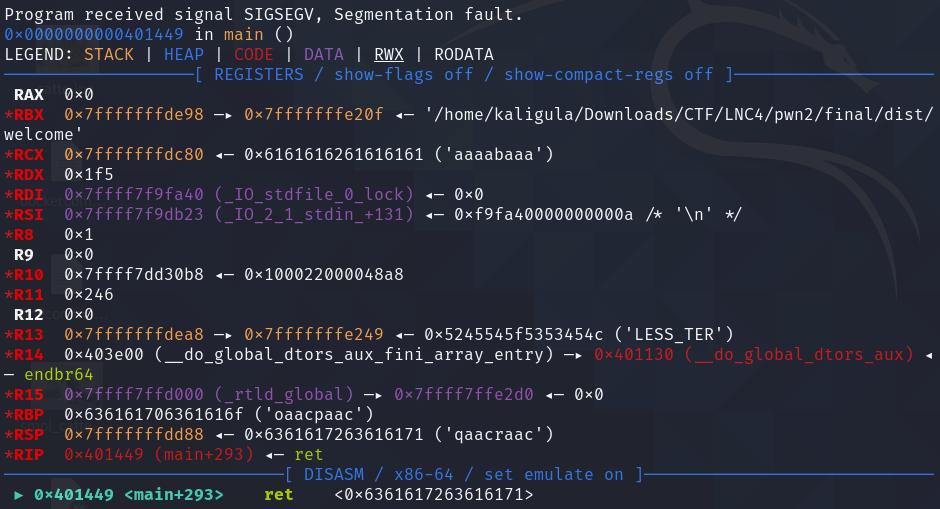 Program received signal SIGSEGV, Segmentation fault.
0x0000000000401449 in main ()
LEGEND: STACK | HEAP | CODE | DATA | RWX | RODATA
[ REGISTERS / show-flags off / show-compact-regs off ]
RAX 0x0
*RBX 0x7fffffffde98 —▸ 0x7fffffffe20f ◂— '/home/kaligula/Downloads/CTF/LNC4/pwn2/final/dist/
welcome'
*RCX 0x7fffffffdc80 ◂— 0x6161616261616161 ('aaaabaaa')
*RDX 0x1f5
*RDI 0x7ffff7f9fa40 (_IO_stdfile_0_lock) ◂— 0x0
*RSI 0x7ffff7f9db23 (_IO_2_1_stdin_+131) ◂— 0xf9fa40000000000a /* '\n' */
*R8 0x1
R9 0x0
*R10 0x7ffff7dd30b8 ◂— 0x100022000048a8
*R11 0x246
R12 0x0
*R13 0x7fffffffdea8 —▸ 0x7fffffffe249 ◂— 0x5245545f5353454c ('LESS_TER')
*R14 0x403e00 (__do_global_dtors_aux_fini_array_entry) —▸ 0x401130 (__do_global_dtors_aux) ◂
— endbr64
*R15 0x7ffff7ffd000 (_rtld_global) —▸ 0x7ffff7ffe2d0 ◂— 0x0
*RBP 0x636161706361616f ('oaacpaac')
*RSP 0x7fffffffdd88 ◂— 0x6361617263616171 ('qaacraac')
*RIP 0x401449 (main+293) ◂— ret
[ DISASM / x86-64 / set emulate on ]
► 0x401449 <main+293> ret <0x6361617263616171>